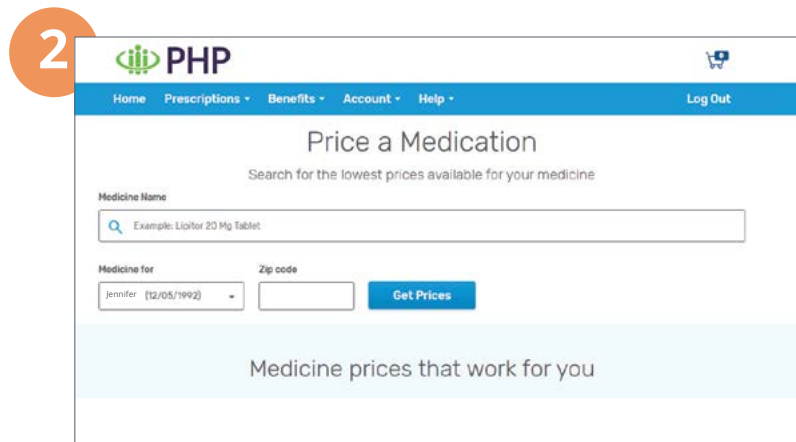 2
PHP
0
Home Prescriptions Benefits Account Help Log Out
Price a Medication
Search for the lowest prices available for your medicine
Medicine Name
Example: Lipitor 20 Mg Tablet
Medicine for Zip code
Jennifer (12/05/1992) Get Prices
Medicine prices that work for you